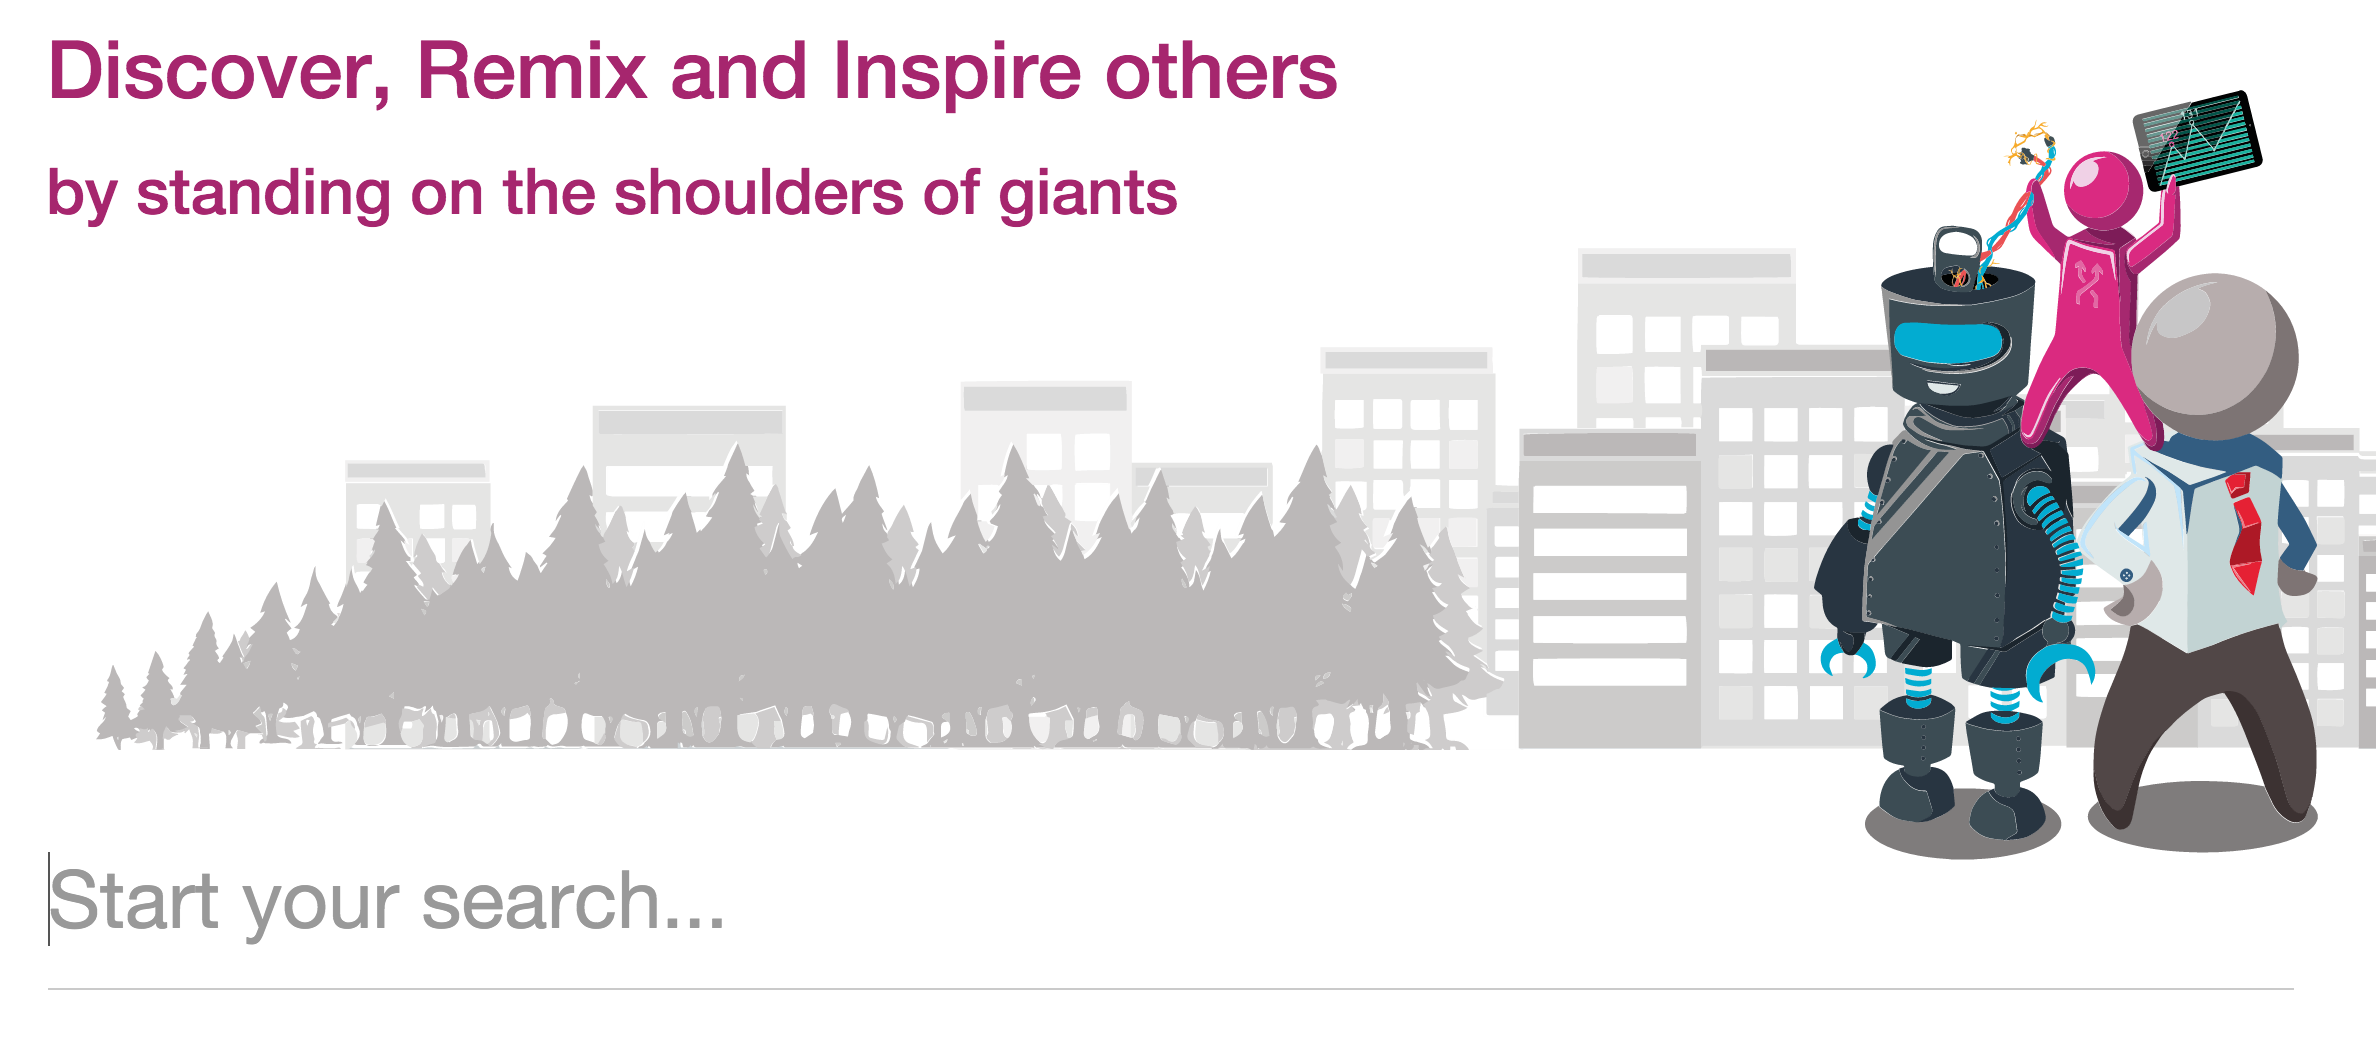 Discover, Remix and Inspire others
by standing on the shoulders of giants
Start your search...